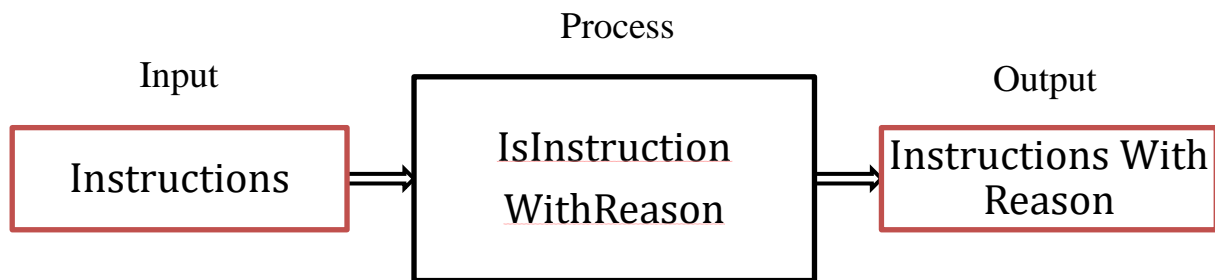 Process
Input
Output
Instructions
IsInstruction
WithReason
Instructions With
Reason